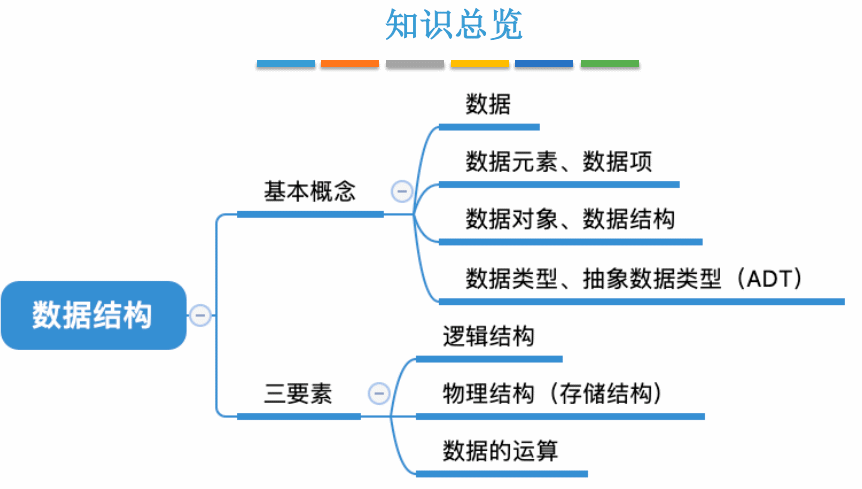 知识总览
数据
数据元素、数据项
基本概念
数据对象、数据结构
数据类型、抽象数据类型（ADT）
数据结构
逻辑结构
三要素
物理结构（存储结构）
数据的运算